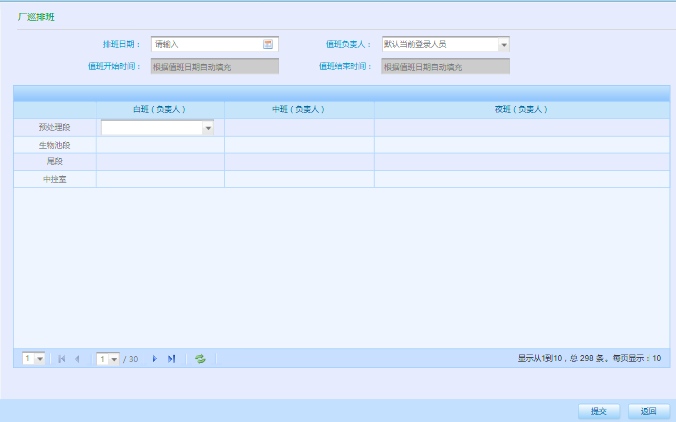 厂巡排班
排班日期： 请输入 值班负责人： 默认当前登录人员
值班开始时间： 根据值班日期自动填充 值班结束时间： 根据值班日期自动填充
白班（负责人） 中班（负责人） 夜班（负责人）
预处理段
生物池段
尾段
中控室
1 1 / 30 显示从1到10，总 298 条。每页显示：10
提交 返回